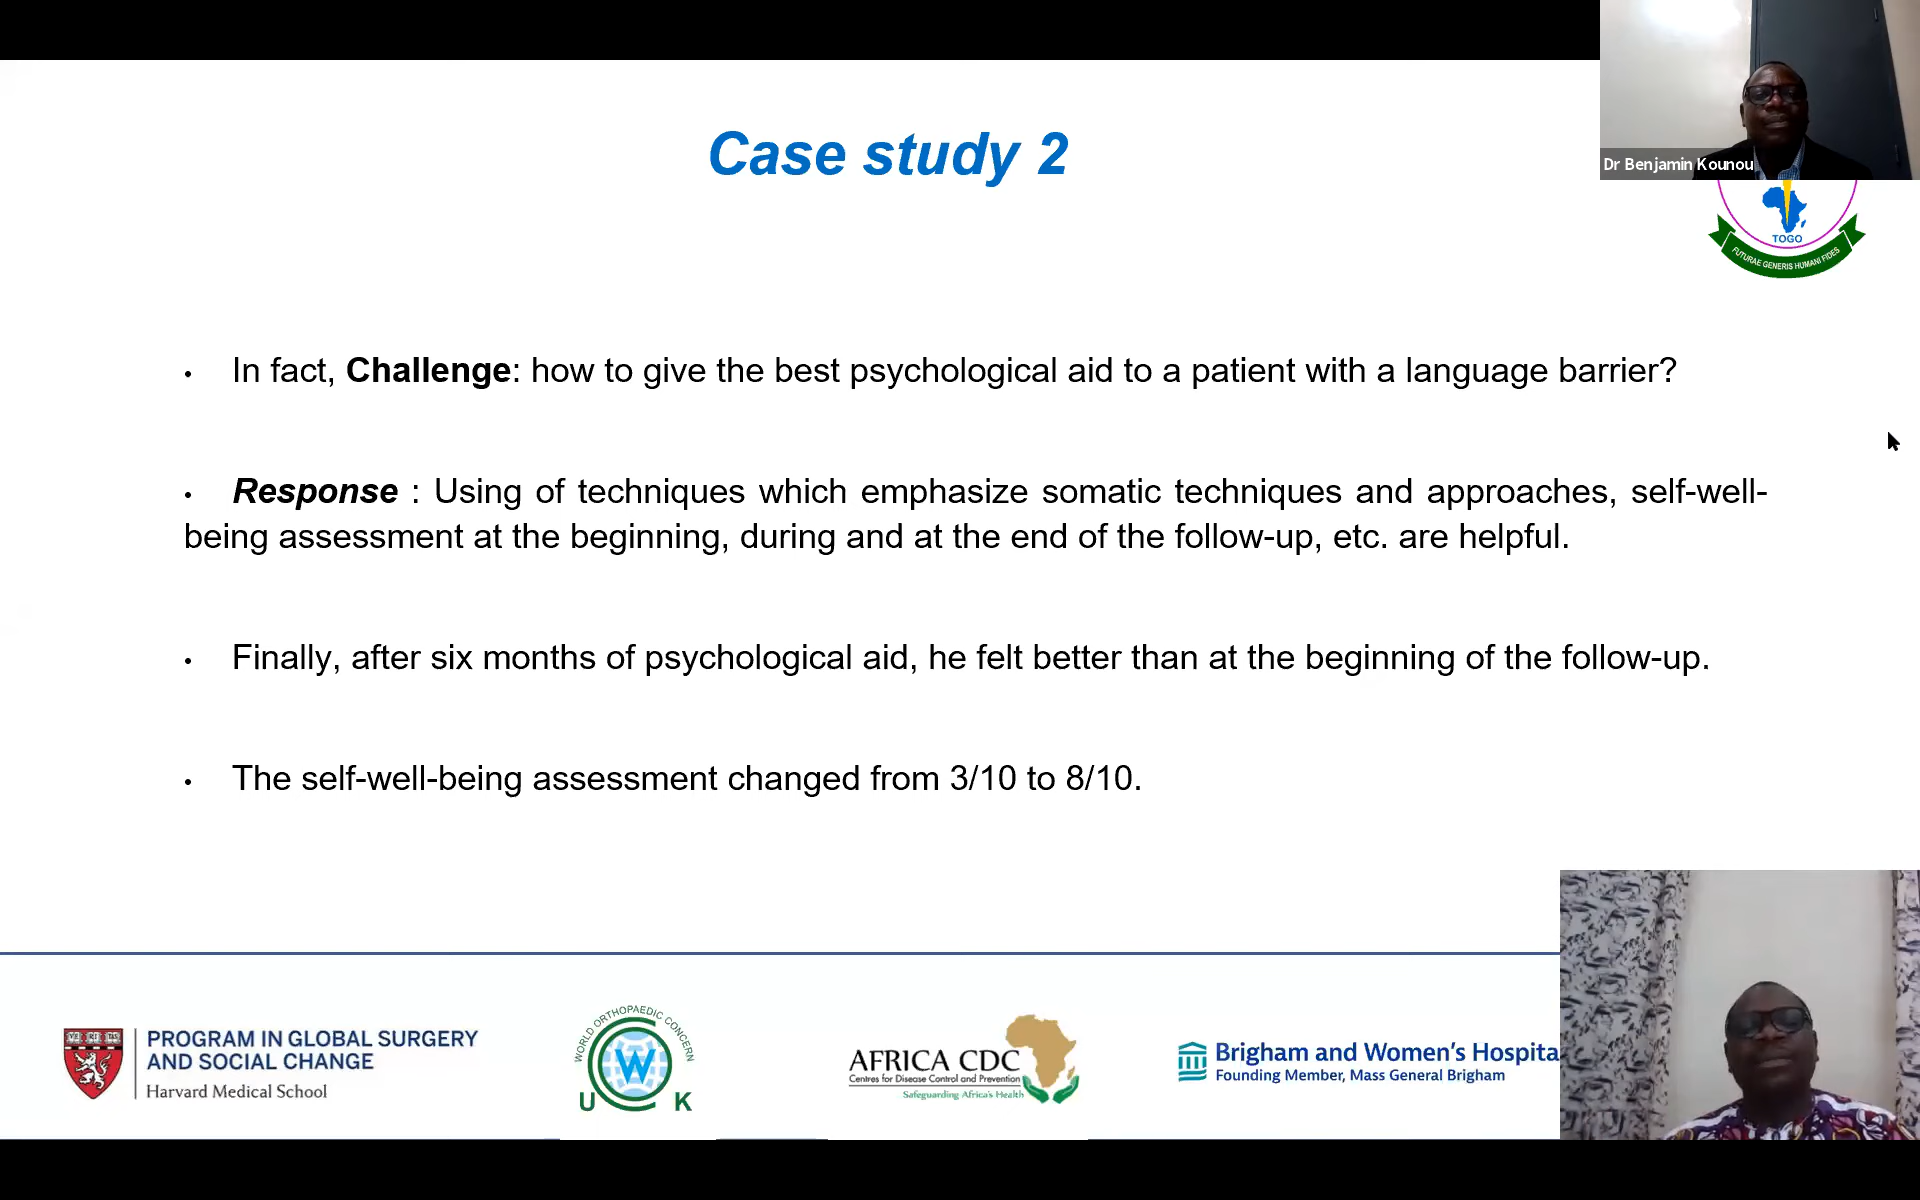 Case study 2
Dr Benjamin Kounou
TOGO
FUTURAE GENERIS HUMANI FIDES
• In fact, Challenge: how to give the best psychological aid to a patient with a language barrier?
• Response : Using of techniques which emphasize somatic techniques and approaches, self-well-
being assessment at the beginning, during and at the end of the follow-up, etc. are helpful.
• Finally, after six months of psychological aid, he felt better than at the beginning of the follow-up.
• The self-well-being assessment changed from 3/10 to 8/10.
PROGRAM IN GLOBAL SURGERY
AND SOCIAL CHANGE
Harvard Medical School
WORLD ORTHOPAEDIC CONCERN
W
U K
AFRICA CDC
Centres for Disease Control and Prevention
Safeguarding Africa's Health
Brigham and Women's Hospita
Founding Member, Mass General Brigham